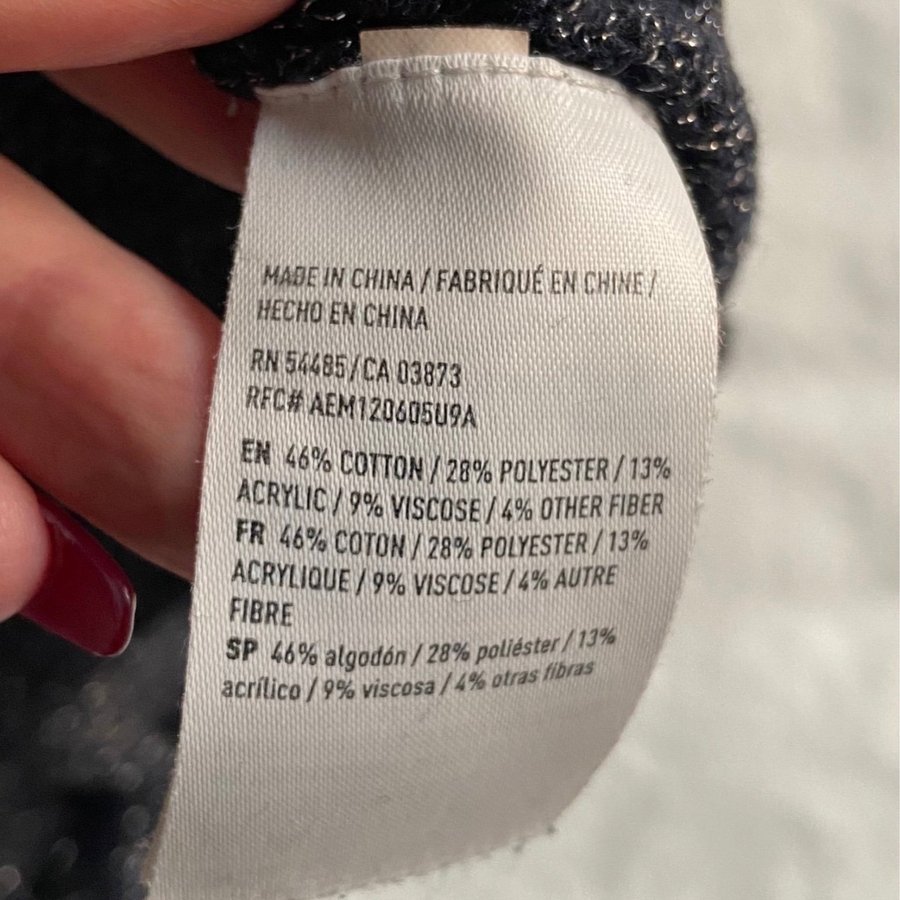 MADE IN CHINA / FABRIQUÉ EN CHINE /
HECHO EN CHINA
RN 54485 / CA 03873
RFC# AEM120605U9A
EN 46% COTTON / 28% POLYESTER / 13%
ACRYLIC / 9% VISCOSE / 4% OTHER FIBER
FR 46% COTON / 28% POLYESTER / 13%
ACRYLIQUE / 9% VISCOSE / 4% AUTRE
FIBRE
SP 46% algodón / 28% poliéster / 13%
acrílico / 9% viscosa / 4% otras fibras